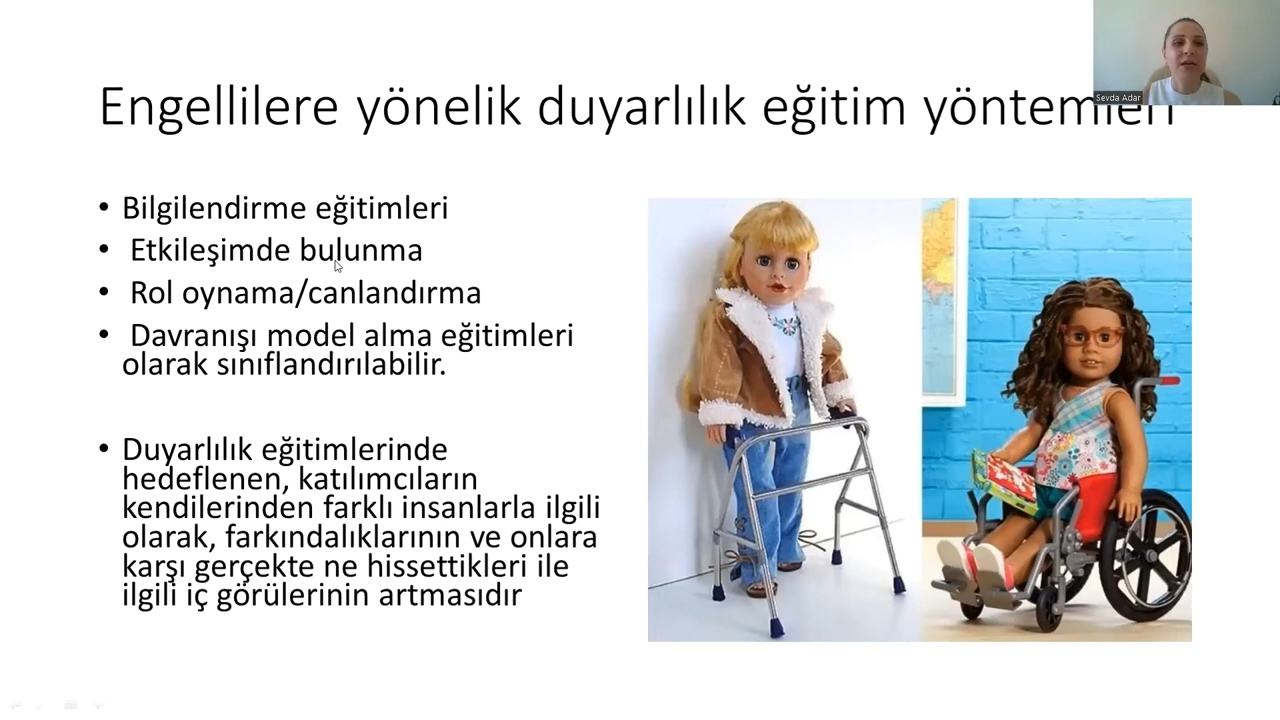 Engellilere yönelik duyarlılık eğitim yöntemleri
Sevda Adar
• Bilgilendirme eğitimleri
• Etkileşimde bulunma
• Rol oynama/canlandırma
• Davranışı model alma eğitimleri
olarak sınıflandırılabilir.
• Duyarlılık eğitimlerinde
hedeflenen, katılımcıların
kendilerinden farklı insanlarla ilgili
olarak, farkındalıklarının ve onlara
karşı gerçekte ne hissettikleri ile
ilgili iç görülerinin artmasıdır